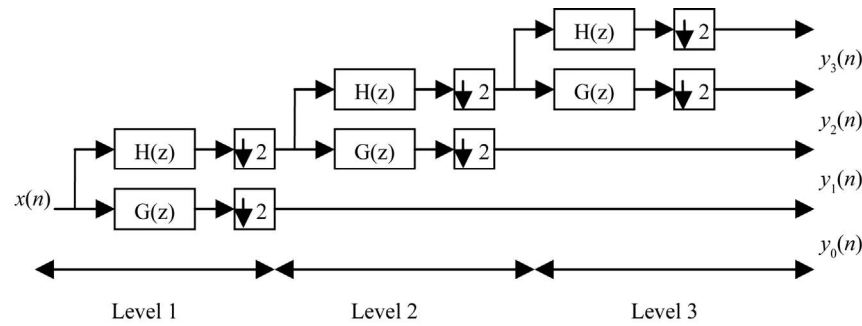 H(z) 2
y3(n)
H(z) 2 G(z) 2
y2(n)
H(z) 2 G(z) 2
y1(n)
x(n)
G(z) 2
y0(n)
Level 1 Level 2 Level 3